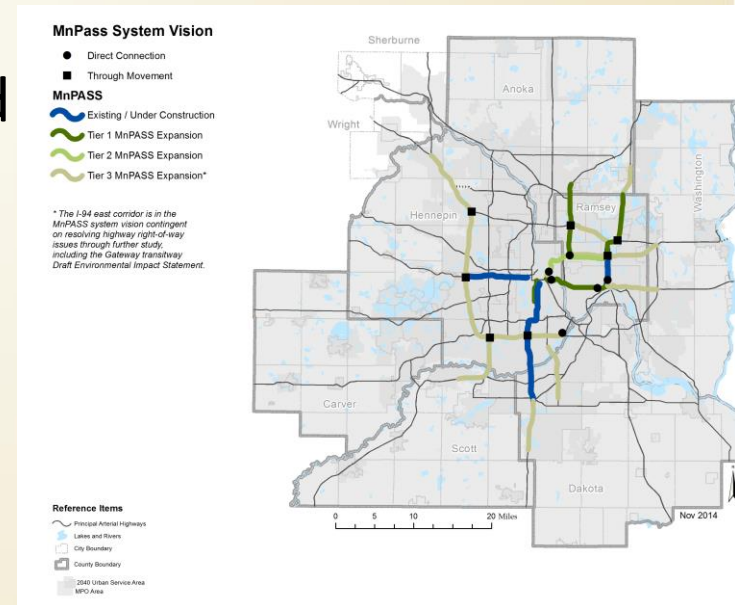 MnPass System Vision
Direct Connection
Through Movement
MnPASS
Existing / Under Construction
Tier 1 MnPASS Expansion
Tier 2 MnPASS Expansion
Tier 3 MnPASS Expansion*
* The I-94 east corridor is in the
MnPASS system vision contingent
on resolving highway right-of-way
issues through further study,
including the Gateway transitway
Draft Environmental Impact Statement.
Sherburne
Anoka
Wright
Washington
Hennepin
Ramsey
Carver
Scott
Dakota
Reference Items
Principal Arterial Highways
Lakes and Rivers
City Boundary
County Boundary
2040 Urban Service Area
MPO Area
0 5 10 20 Miles
Nov 2014